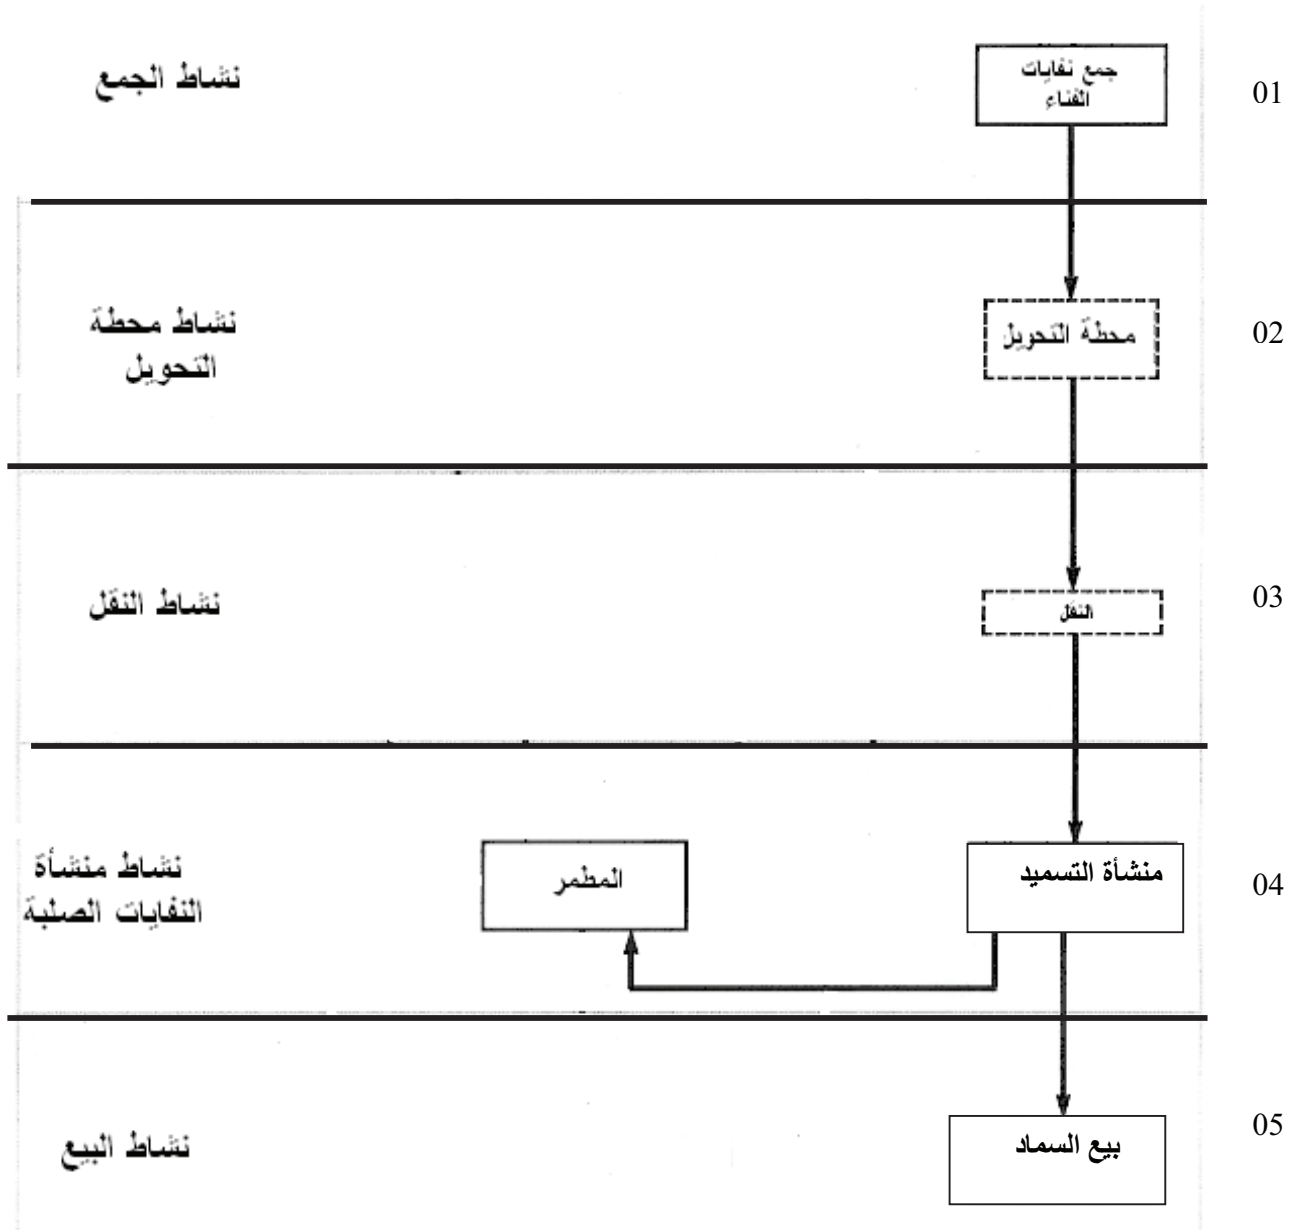 01
جمع نفايات
الفناء
نشاط الجمع
02
محطة التحويل
نشاط محطة
التحويل
03
النقل
نشاط النقل
04
منشأة التسميد
المطمر
نشاط منشأة
النفايات الصلبة
05
بيع السماد
نشاط البيع